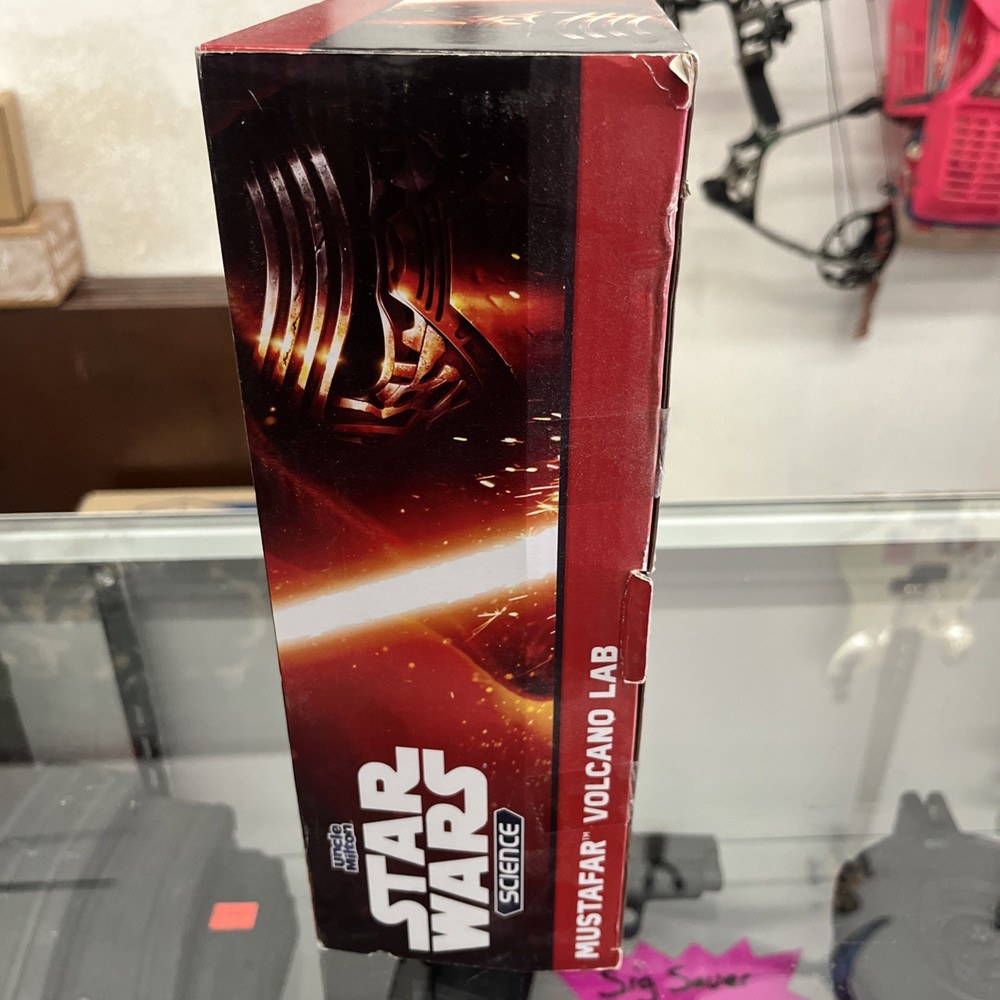 uncle
Milton
STAR
WARS
SCIENCE
MUSTAFAR™ VOLCANO LAB
Sig Sauer